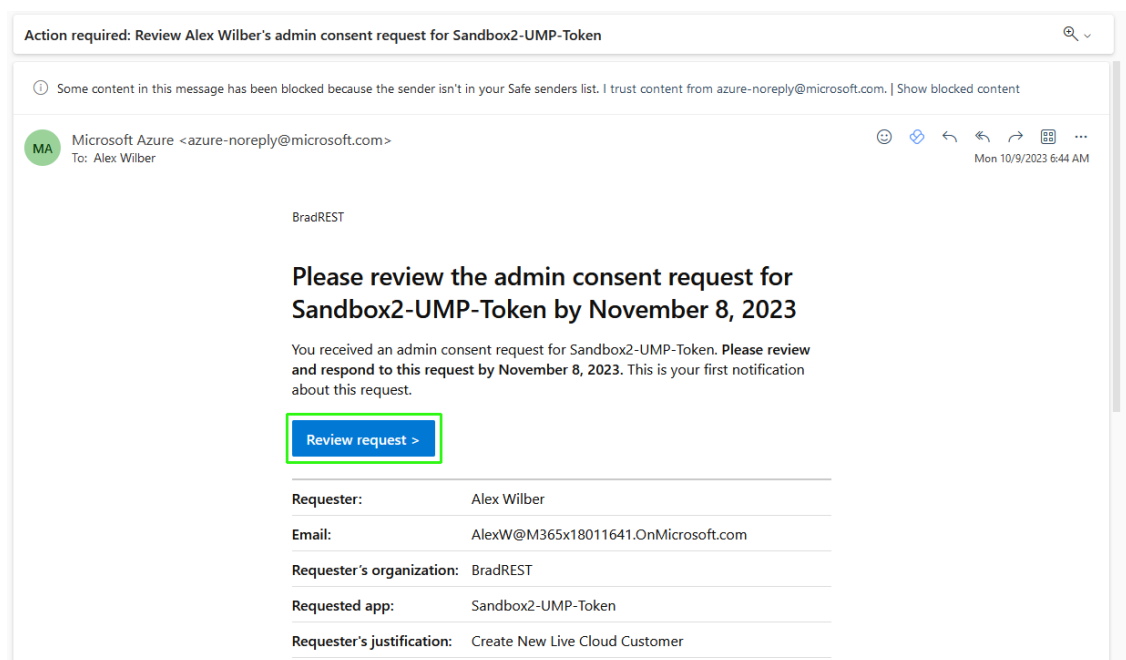 Action required: Review Alex Wilber's admin consent request for Sandbox2-UMP-Token
Some content in this message has been blocked because the sender isn't in your Safe senders list. I trust content from azure-noreply@microsoft.com. | Show blocked content
MA
Microsoft Azure <azure-noreply@microsoft.com>
To: Alex Wilber
Mon 10/9/2023 6:44 AM
BradREST
Please review the admin consent request for
Sandbox2-UMP-Token by November 8, 2023
You received an admin consent request for Sandbox2-UMP-Token. Please review
and respond to this request by November 8, 2023. This is your first notification
about this request.
Review request >
Requester: Alex Wilber
Email: AlexW@M365x18011641.OnMicrosoft.com
Requester's organization: BradREST
Requested app: Sandbox2-UMP-Token
Requester's justification: Create New Live Cloud Customer